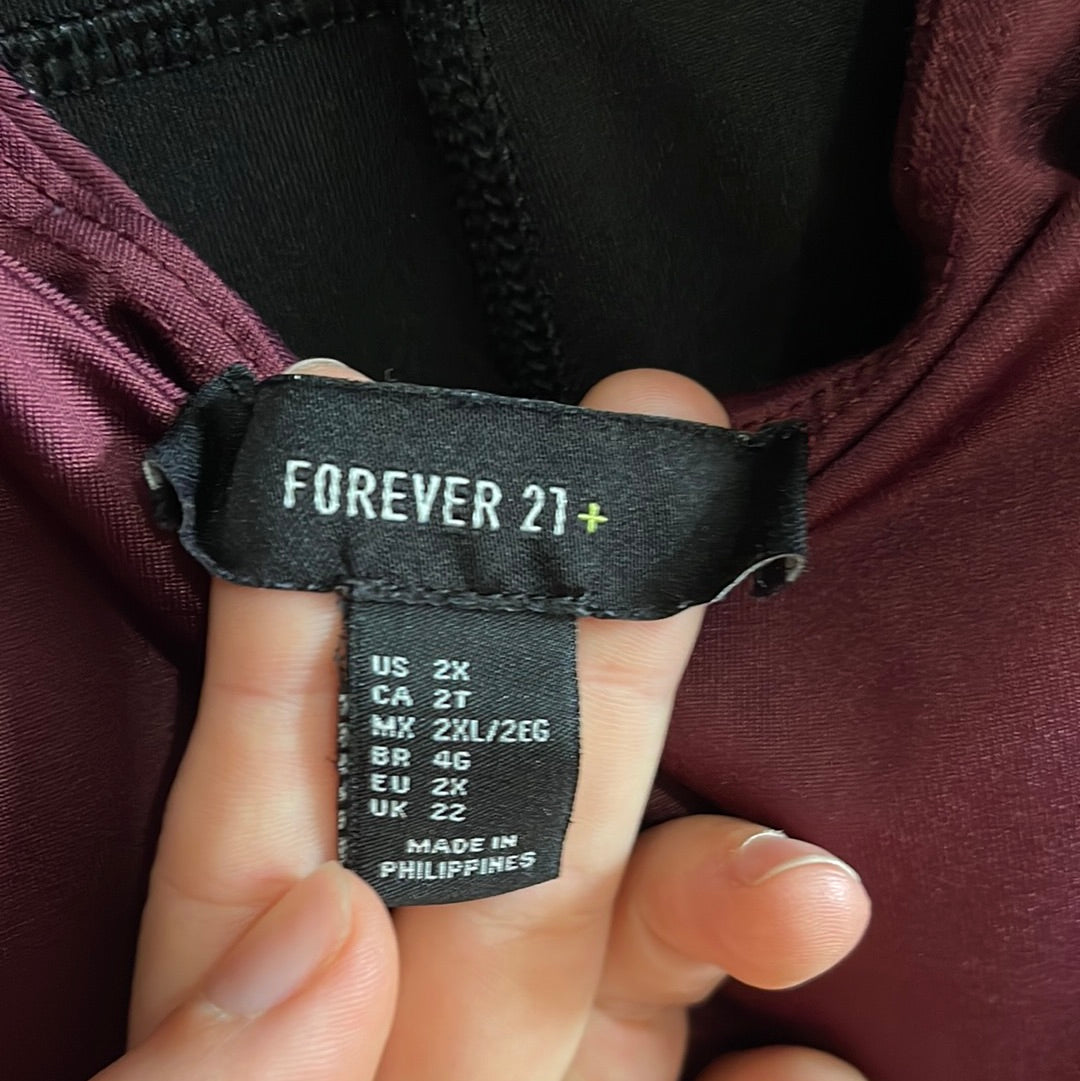 FOREVER 21+
US 2X
CA 2T
MX 2XL/2EG
BR 4G
EU 2X
UK 22
MADE IN
PHILIPPINES